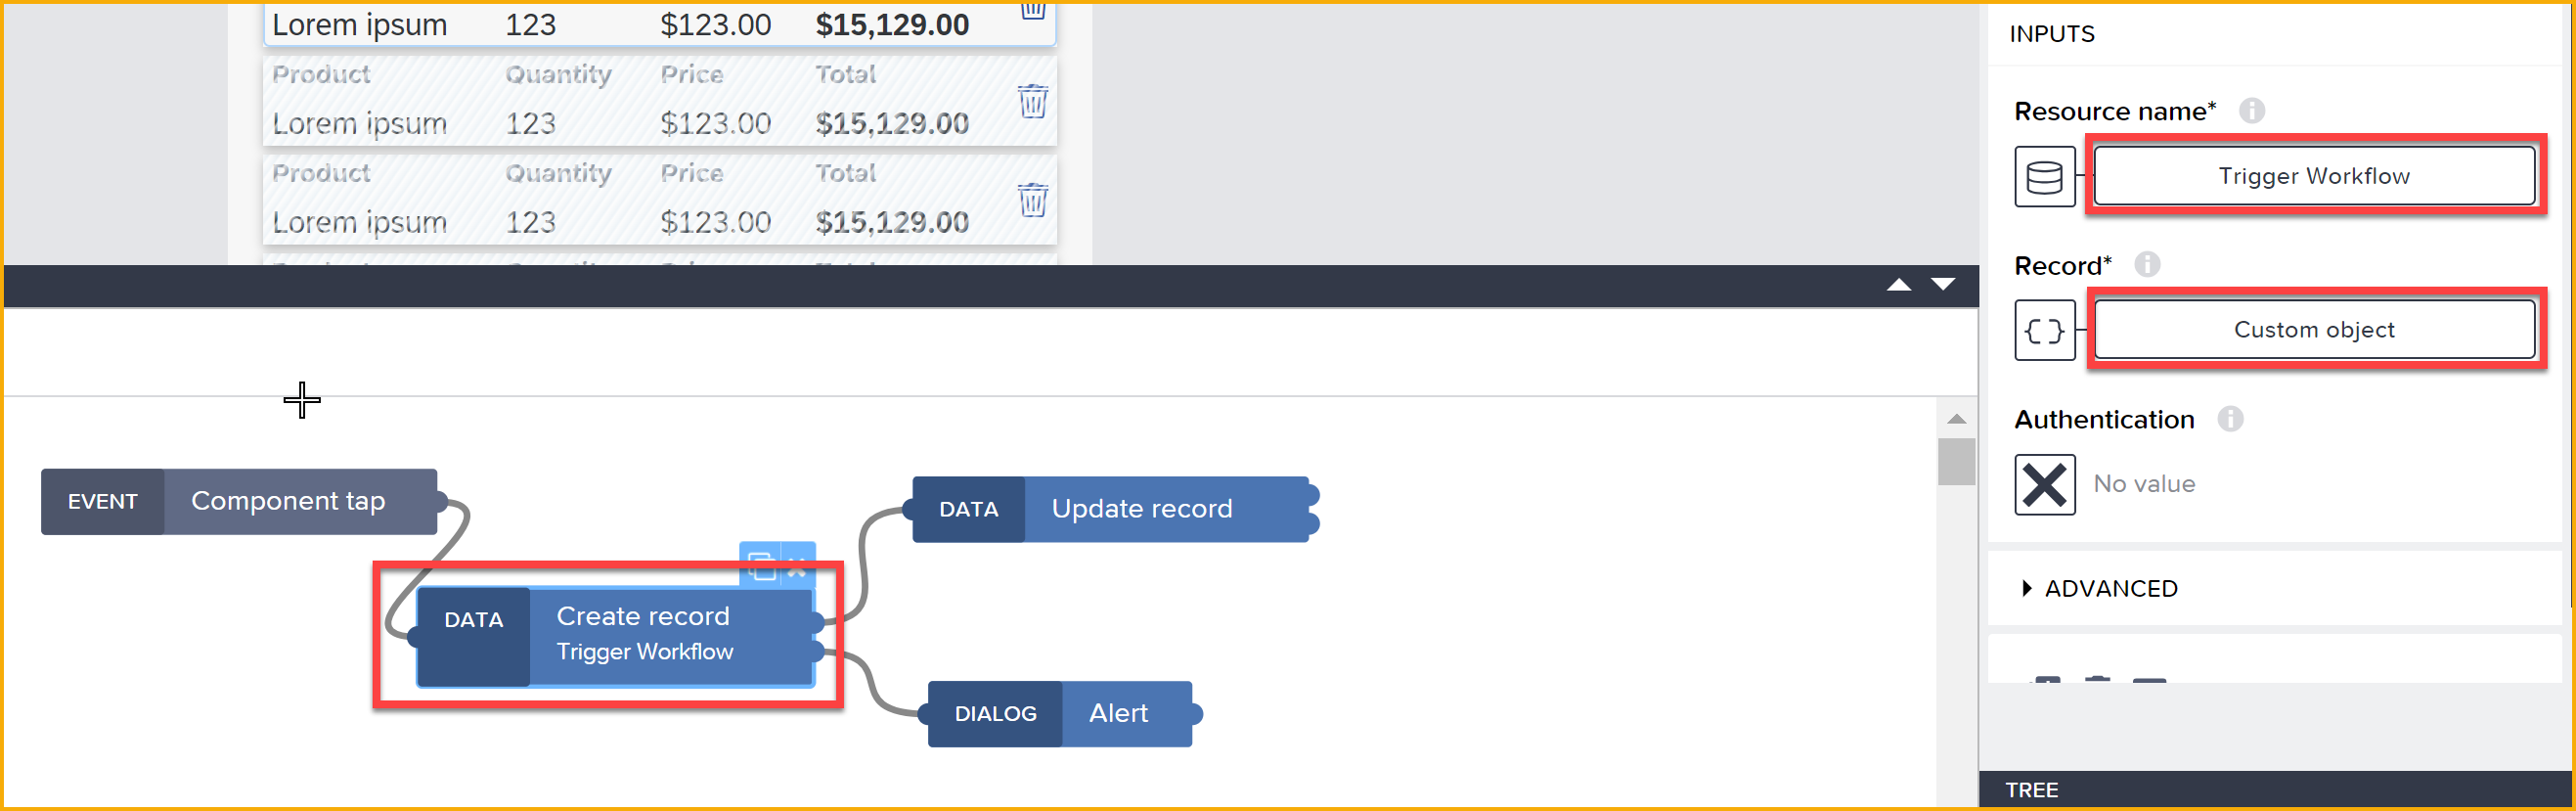 Lorem ipsum 123 $123.00 $15,129.00
Product Quantity Price Total
Lorem ipsum 123 $123.00 $15,129.00
Product Quantity Price Total
Lorem ipsum 123 $123.00 $15,129.00
EVENT Component tap
DATA Create record
Trigger Workflow
DATA Update record
DIALOG Alert
INPUTS
Resource name*
Trigger Workflow
Record*
Custom object
Authentication
No value
ADVANCED
TREE